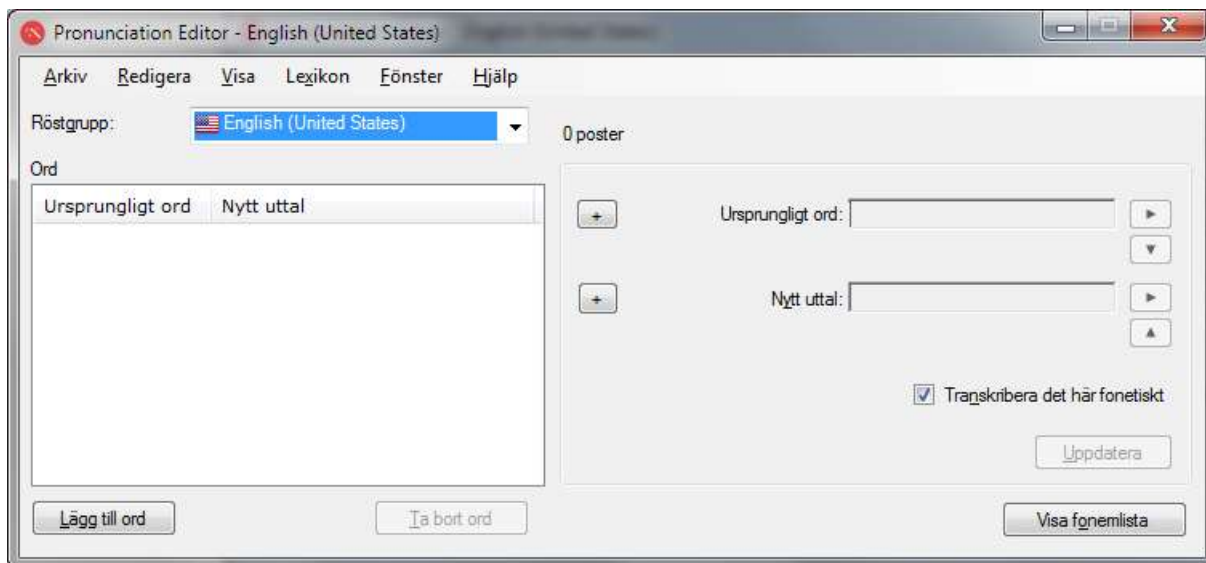 Pronunciation Editor - English (United States)
Arkiv Redigera Visa Lexikon Fönster Hjälp
Röstgrupp: English (United States)
0 poster
Ord
Ursprungligt ord Nytt uttal
+ Ursprungligt ord: ►
▼
+ Nytt uttal: ►
▲
Transkribera det här fonetiskt
Uppdatera
Lägg till ord Ta bort ord Visa fonemlista